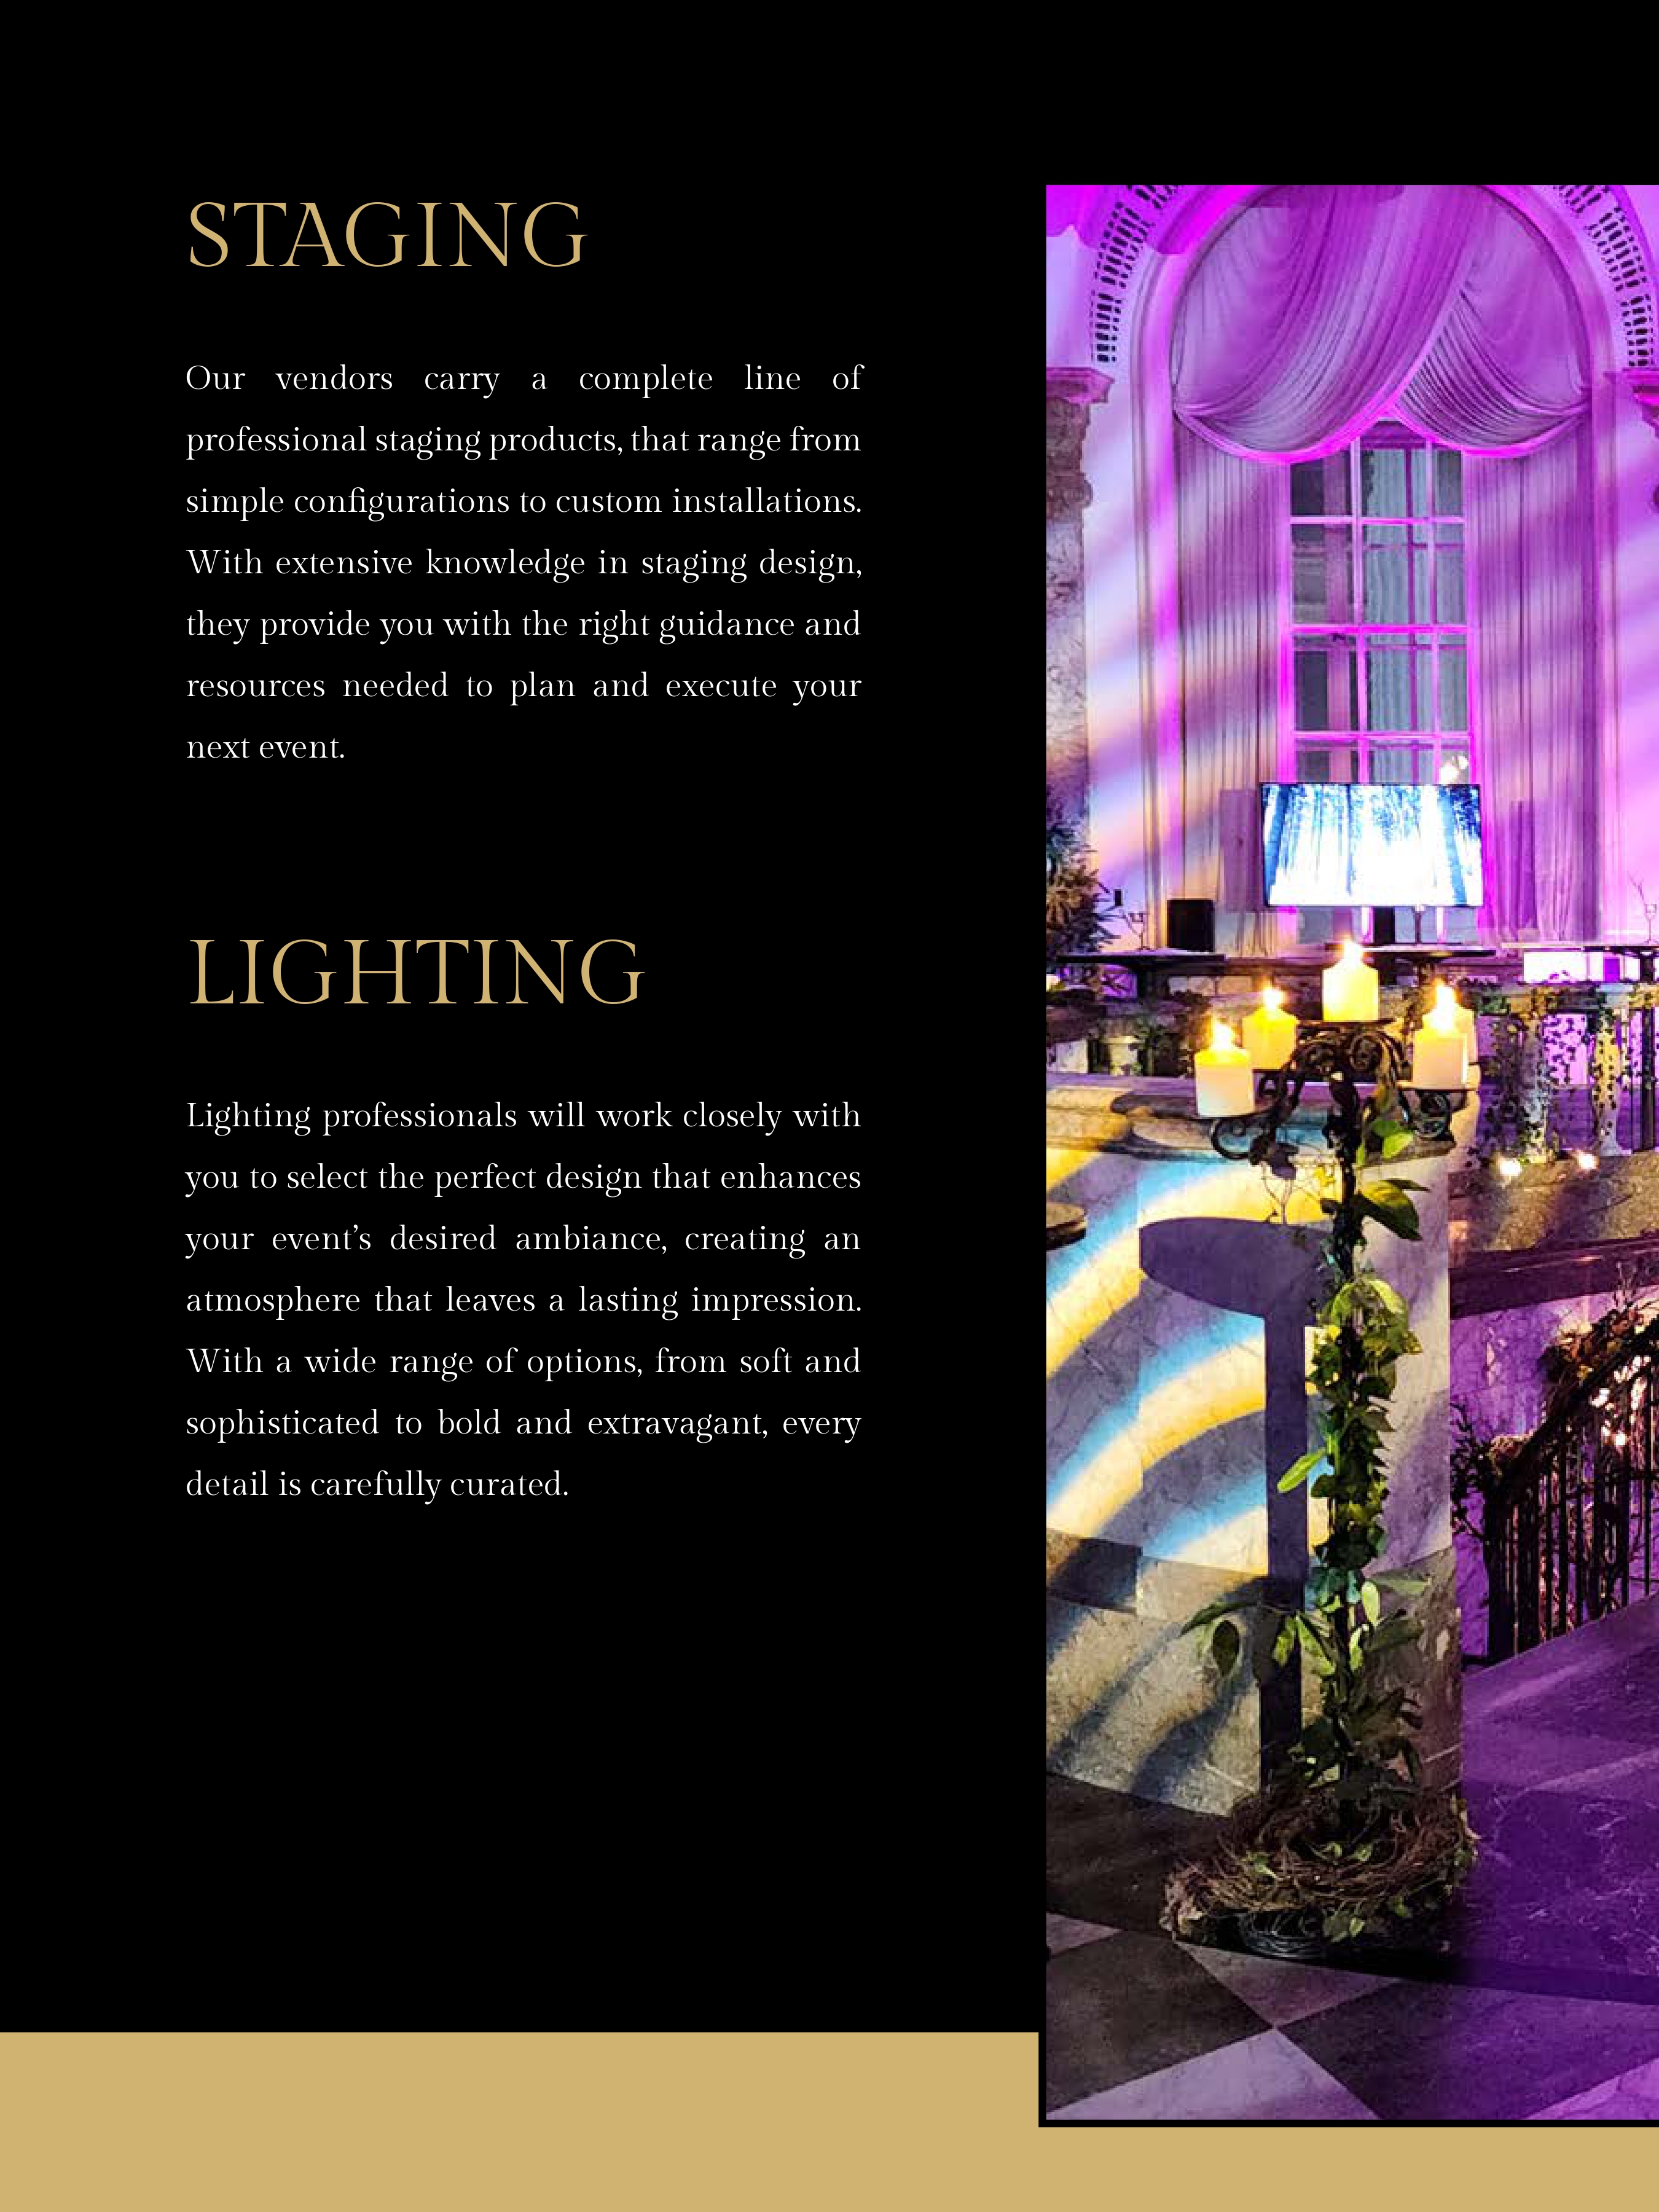 STAGING
Our vendors carry a complete line of
professional staging products, that range from
simple configurations to custom installations.
With extensive knowledge in staging design,
they provide you with the right guidance and
resources needed to plan and execute your
next event.
LIGHTING
Lighting professionals will work closely with
you to select the perfect design that enhances
your event’s desired ambiance, creating an
atmosphere that leaves a lasting impression.
With a wide range of options, from soft and
sophisticated to bold and extravagant, every
detail is carefully curated.